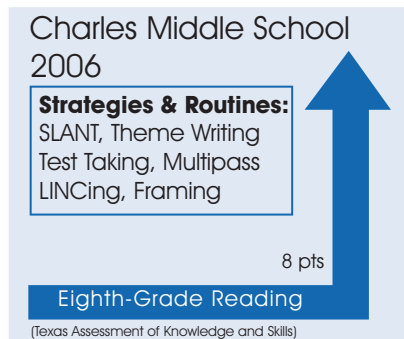 Charles Middle School
2006
Strategies & Routines:
SLANT, Theme Writing
Test Taking, Multipass
LINCing, Framing
8 pts
Eighth-Grade Reading
(Texas Assessment of Knowledge and Skills)